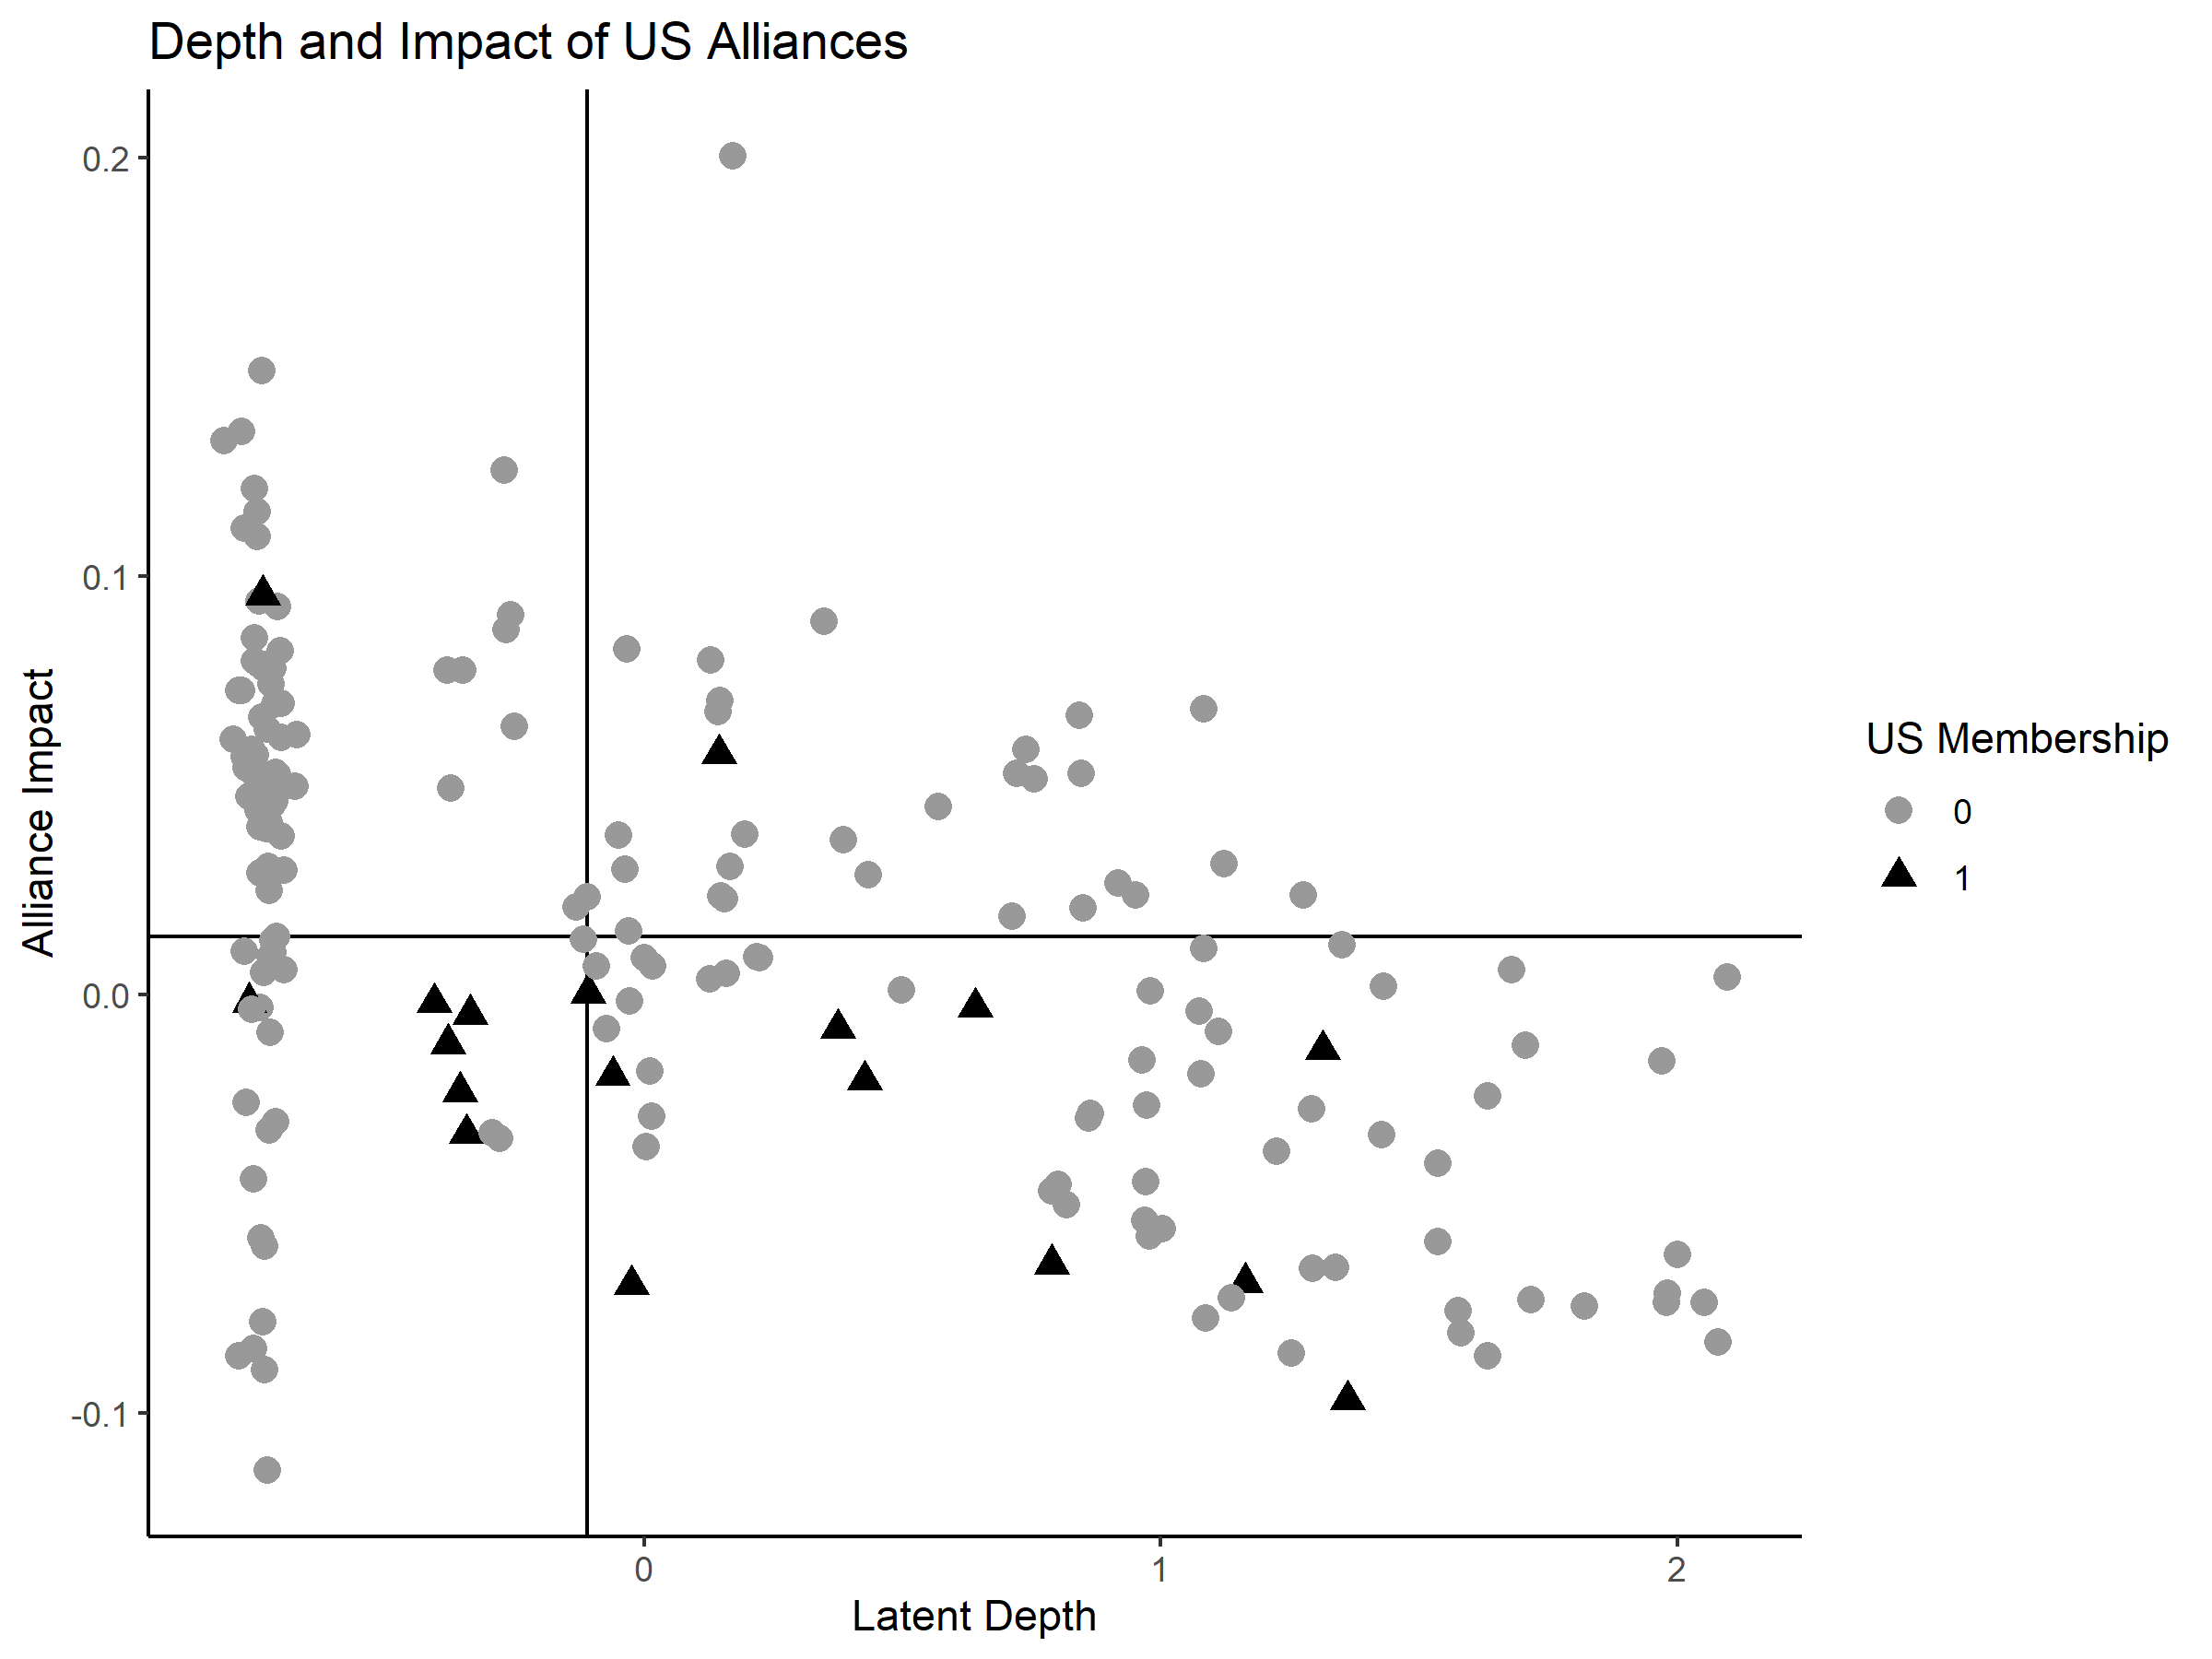 Depth and Impact of US Alliances
0.2
0.1
0.0
-0.1
Alliance Impact
0
1
2
Latent Depth
US Membership
0
1